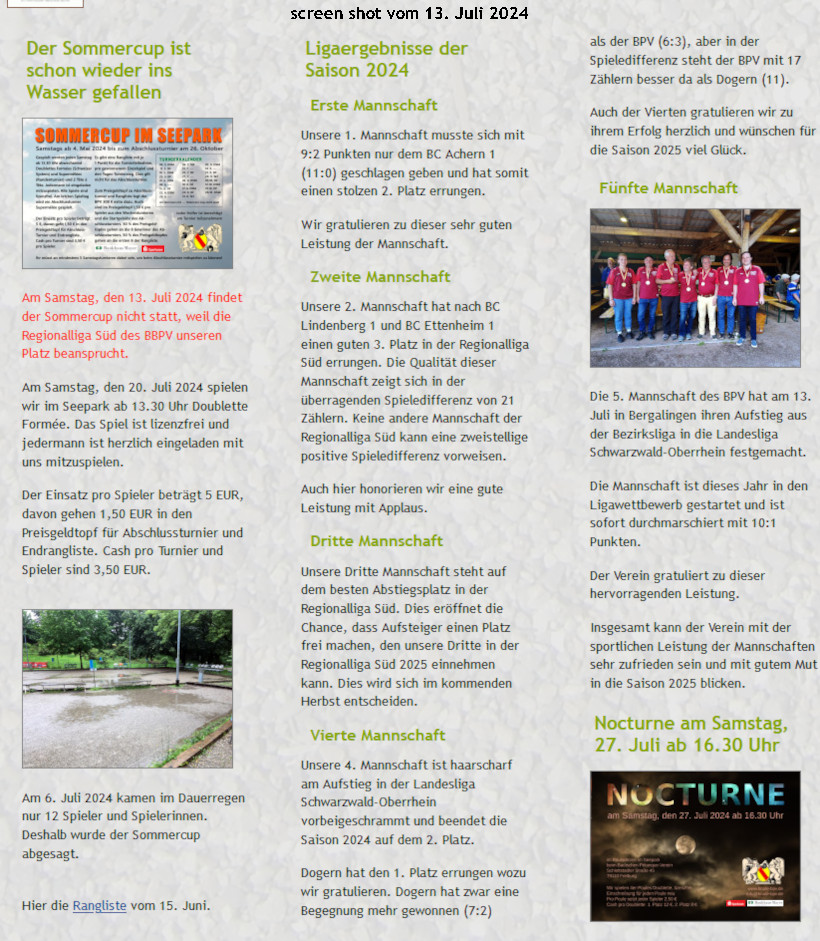 screen shot vom 13. Juli 2024
Der Sommercup ist
schon wieder ins
Wasser gefallen
SOMMERCUP IM SEEPARK
Samstags ab 4. Mai 2024 bis zum Abschlussturnier am 26. Oktober
TURNIERKALENDER
Am Samstag, den 13. Juli 2024 findet
der Sommercup nicht statt, weil die
Regionalliga Süd des BBPV unseren
Platz beansprucht.
Am Samstag, den 20. Juli 2024 spielen
wir im Seepark ab 13.30 Uhr Doublette
Formée. Das Spiel ist lizenzfrei und
jedermann ist herzlich eingeladen mit
uns mitzuspielen.
Der Einsatz pro Spieler beträgt 5 EUR,
davon gehen 1,50 EUR in den
Preisgeldtopf für Abschlussturnier und
Endrangliste. Cash pro Turnier und
Spieler sind 3,50 EUR.
Am 6. Juli 2024 kamen im Dauerregen
nur 12 Spieler und Spielerinnen.
Deshalb wurde der Sommercup
abgesagt.
Hier die Rangliste vom 15. Juni.
Ligaergebnisse der
Saison 2024
Erste Mannschaft
Unsere 1. Mannschaft musste sich mit
9:2 Punkten nur dem BC Achern 1
(11:0) geschlagen geben und hat somit
einen stolzen 2. Platz errungen.
Wir gratulieren zu dieser sehr guten
Leistung der Mannschaft.
Zweite Mannschaft
Unsere 2. Mannschaft hat nach BC
Lindenberg 1 und BC Ettenheim 1
einen guten 3. Platz in der Regionalliga
Süd errungen. Die Qualität dieser
Mannschaft zeigt sich in der
überragenden Spieledifferenz von 21
Zählern. Keine andere Mannschaft der
Regionalliga Süd kann eine zweistellige
positive Spieledifferenz vorweisen.
Auch hier honorieren wir eine gute
Leistung mit Applaus.
Dritte Mannschaft
Unsere Dritte Mannschaft steht auf
dem besten Abstiegsplatz in der
Regionalliga Süd. Dies eröffnet die
Chance, dass Aufsteiger einen Platz
frei machen, den unsere Dritte in der
Regionalliga Süd 2025 einnehmen
kann. Dies wird sich im kommenden
Herbst entscheiden.
Vierte Mannschaft
Unsere 4. Mannschaft ist haarscharf
am Aufstieg in der Landesliga
Schwarzwald-Oberrhein
vorbeigeschrammt und beendet die
Saison 2024 auf dem 2. Platz.
Dogern hat den 1. Platz errungen wozu
wir gratulieren. Dogern hat zwar eine
Begegnung mehr gewonnen (7:2)
als der BPV (6:3), aber in der
Spieledifferenz steht der BPV mit 17
Zählern besser da als Dogern (11).
Auch der Vierten gratulieren wir zu
ihrem Erfolg herzlich und wünschen für
die Saison 2025 viel Glück.
Fünfte Mannschaft
Die 5. Mannschaft des BPV hat am 13.
Juli in Bergalingen ihren Aufstieg aus
der Bezirksliga in die Landesliga
Schwarzwald-Oberrhein festgemacht.
Die Mannschaft ist dieses Jahr in den
Ligawettbewerb gestartet und ist
sofort durchmarschiert mit 10:1
Punkten.
Der Verein gratuliert zu dieser
hervorragenden Leistung.
Insgesamt kann der Verein mit der
sportlichen Leistung der Mannschaften
sehr zufrieden sein und mit gutem Mut
in die Saison 2025 blicken.
Nocturne am Samstag,
27. Juli ab 16.30 Uhr
NOCTURNE
am Samstag, den 27. Juli 2024 ab 16.30 Uhr